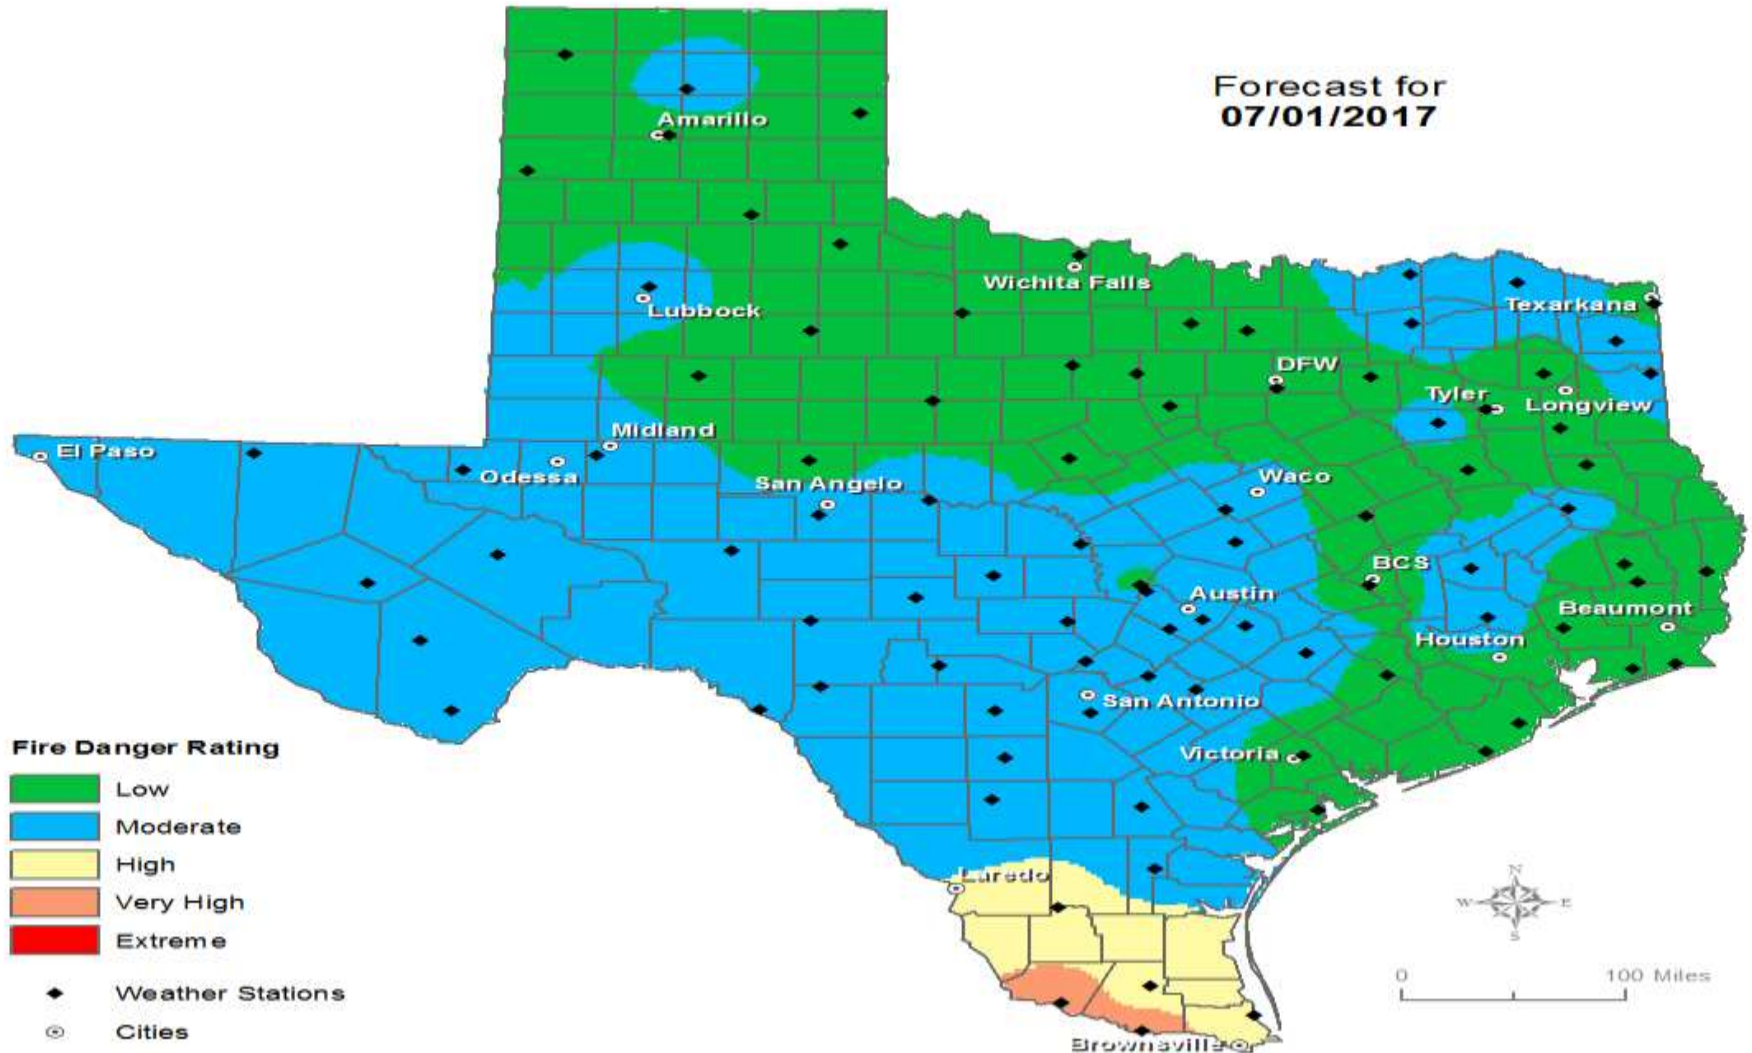 Forecast for
07/01/2017
Amarillo
Wichita Falls
Lubbock
Texarkana
DFW
Tyler
Longview
Midland
El Paso
Odessa
San Angelo
Waco
BCS
Austin
Beaumont
Houston
San Antonio
Victoria
Laredo
Brownsville
Fire Danger Rating
Low
Moderate
High
Very High
Extreme
Weather Stations
Cities
N
W E
S
0 100 Miles